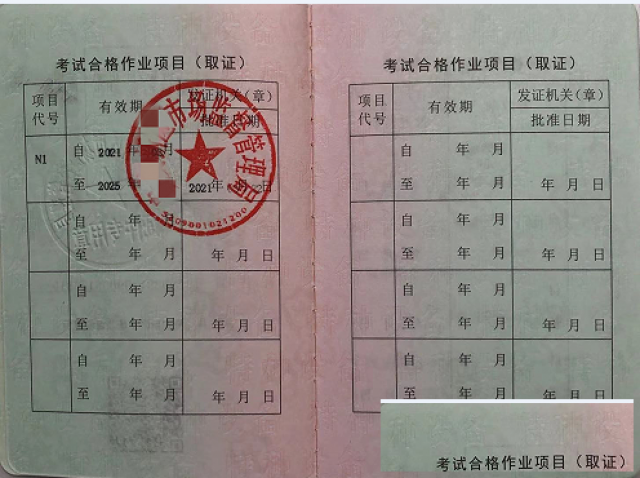 考试合格作业项目（取证）
项目代号 有效期 发证机关(章)
批准日期
N1 自 2021 年 月
至 2025 年 2021 年 2日
市场监督管理局
自 年 月
至 年 月 年 月 日
自 年 月
至 年 月 年 月 日
自 年 月
至 年 月 年 月 日
考试合格作业项目（取证）
项目代号 有效期 发证机关(章)
批准日期
自 年 月
至 年 月 年 月 日
自 年 月
至 年 月 年 月 日
自 年 月
至 年 月 年 月 日
自 年 月
至 年 月 年 月 日
考试合格作业项目（取证）